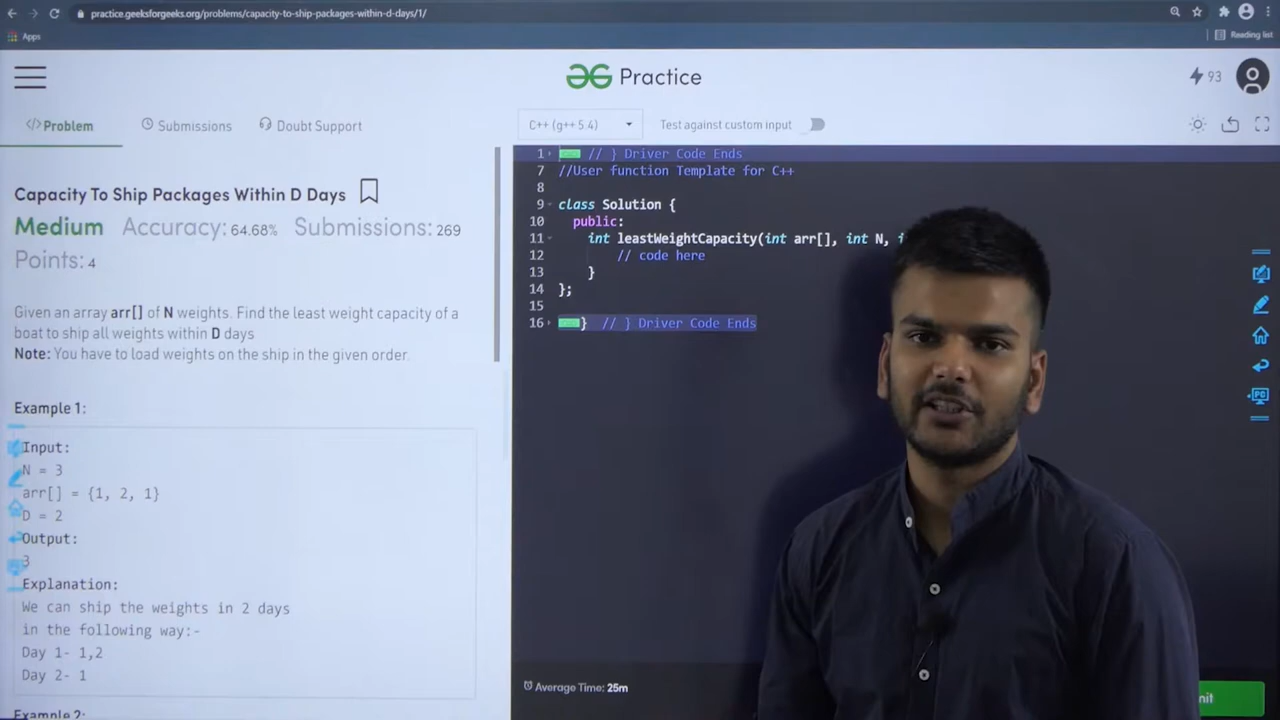 practice.geeksforgeeks.org/problems/capacity-to-ship-packages-within-d-days/1/
Apps
Reading list
Practice
93
</>Problem
Submissions
Doubt Support
C++ (g++ 5.4)
Test against custom input
Capacity To Ship Packages Within D Days
Medium Accuracy: 64.68% Submissions: 269
Points: 4
Given an array arr[] of N weights. Find the least weight capacity of a
boat to ship all weights within D days
Note: You have to load weights on the ship in the given order.
Example 1:
Input:
N = 3
arr[] = {1, 2, 1}
D = 2
Output:
3
Explanation:
We can ship the weights in 2 days
in the following way:-
Day 1- 1,2
Day 2- 1
Example 2:
1 // } Driver Code Ends
7 //User function Template for C++
8
9 class Solution {
10 public:
11 int leastWeightCapacity(int arr[], int N,
12 // code here
13 }
14 };
15
16 } // } Driver Code Ends
Average Time: 25m
PC